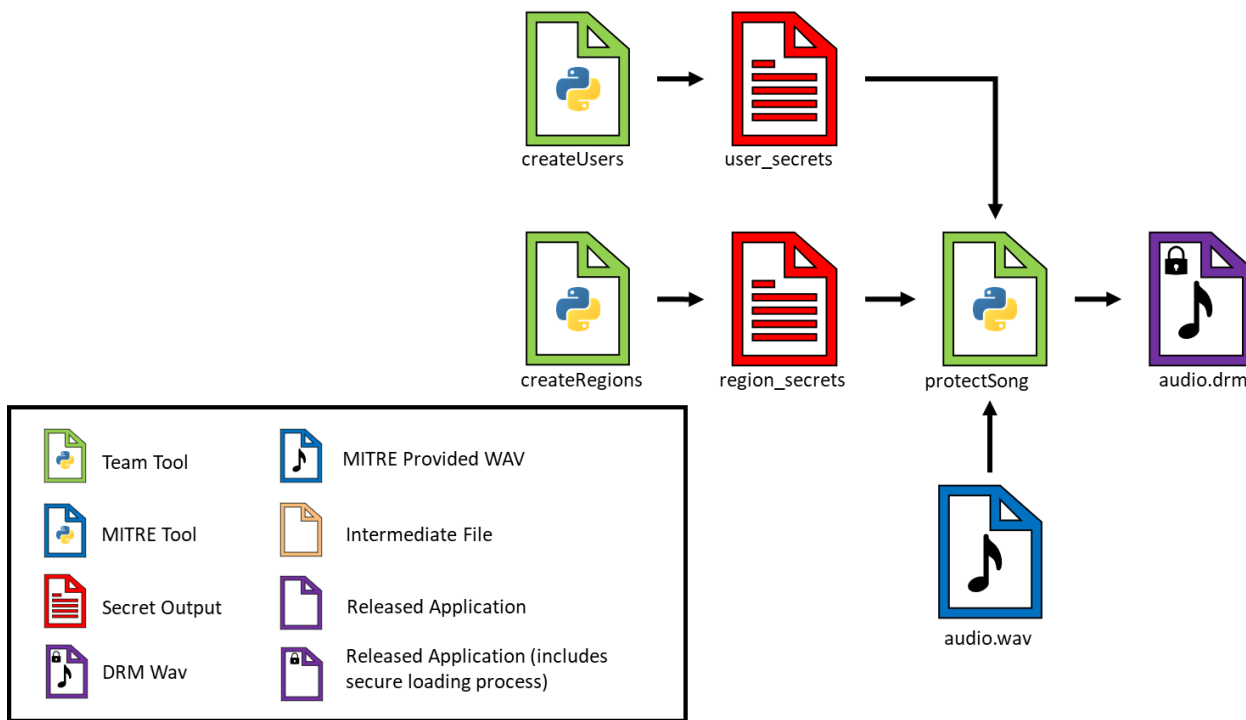 createUsers
user_secrets
createRegions
region_secrets
protectSong
audio.drm
audio.wav
Team Tool
MITRE Provided WAV
MITRE Tool
Intermediate File
Secret Output
Released Application
DRM Wav
Released Application (includes
secure loading process)